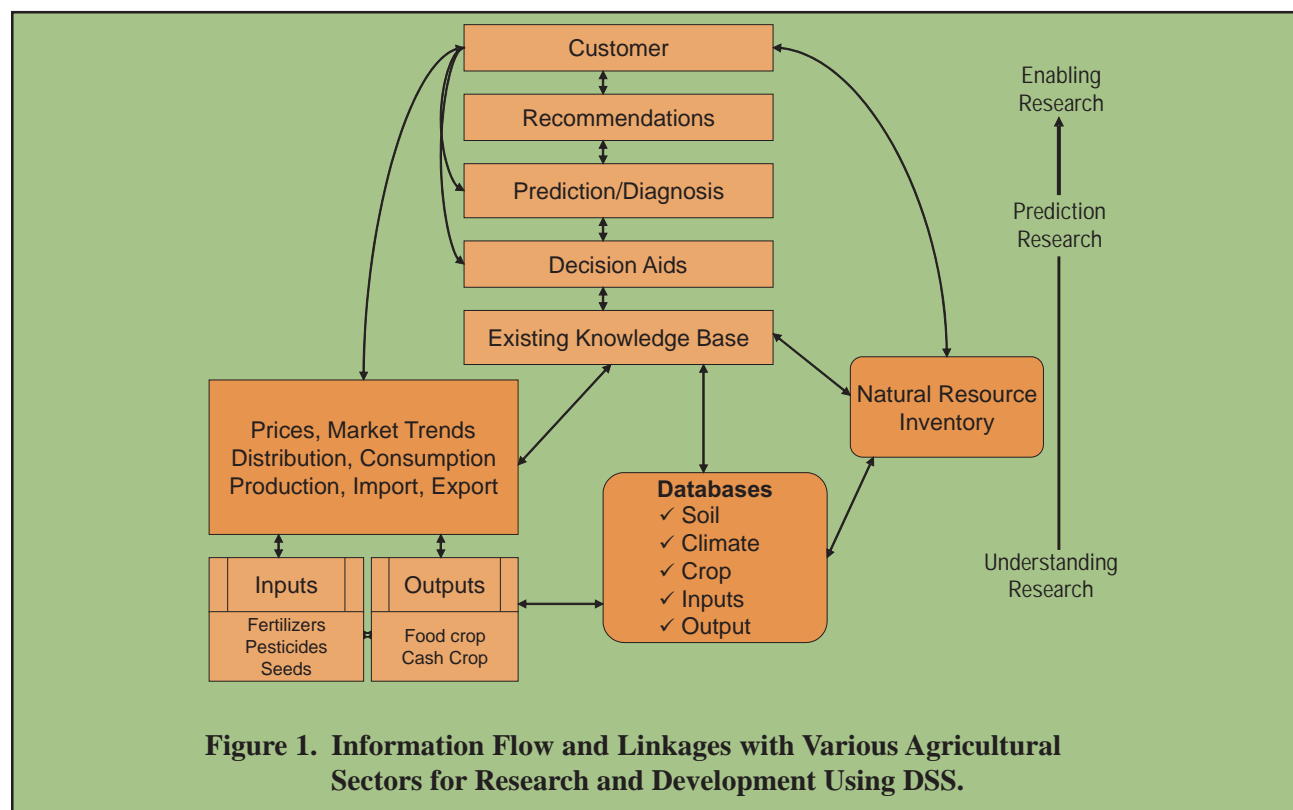 Customer
Recommendations
Prediction/Diagnosis
Decision Aids
Existing Knowledge Base
Prices, Market Trends
Distribution, Consumption
Production, Import, Export
Inputs
Fertilizers
Pesticides
Seeds
Outputs
Food crop
Cash Crop
Databases
✓ Soil
✓ Climate
✓ Crop
✓ Inputs
✓ Output
Natural Resource
Inventory
Enabling
Research
Prediction
Research
Understanding
Research
Figure 1. Information Flow and Linkages with Various Agricultural
Sectors for Research and Development Using DSS.